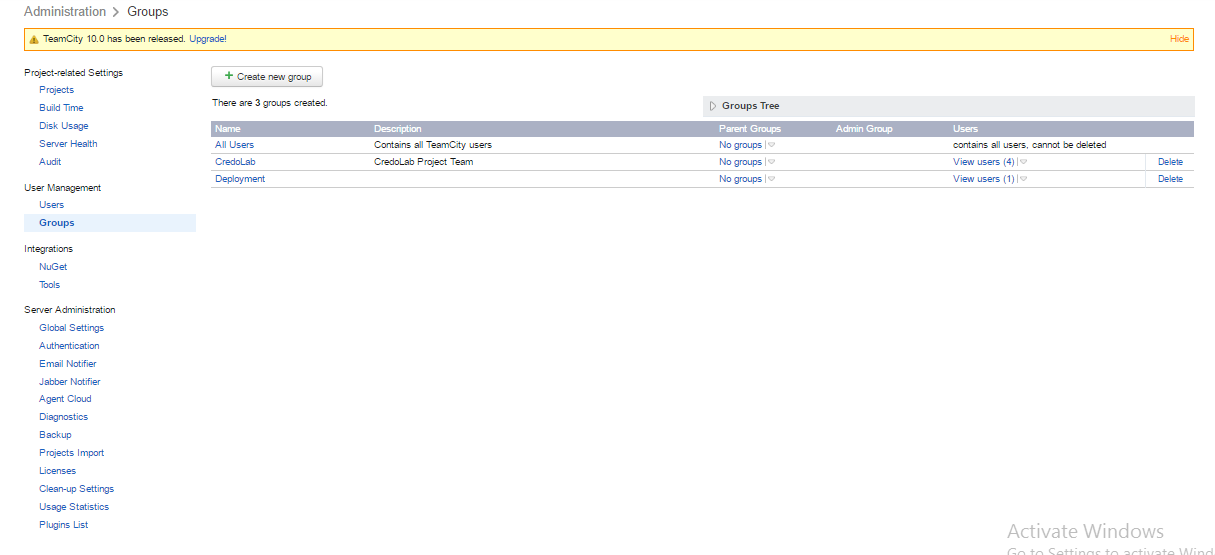 Administration > Groups
TeamCity 10.0 has been released. Upgrade!
Hide
Project-related Settings
Projects
Build Time
Disk Usage
Server Health
Audit
User Management
Users
Groups
Integrations
NuGet
Tools
Server Administration
Global Settings
Authentication
Email Notifier
Jabber Notifier
Agent Cloud
Diagnostics
Backup
Projects Import
Licenses
Clean-up Settings
Usage Statistics
Plugins List
+ Create new group
There are 3 groups created.
Groups Tree
Name Description Parent Groups Admin Group Users
All Users Contains all TeamCity users No groups contains all users, cannot be deleted
CredoLab CredoLab Project Team No groups View users (4) Delete
Deployment No groups View users (1) Delete
Activate Windows
Go to Settings to activate Wind